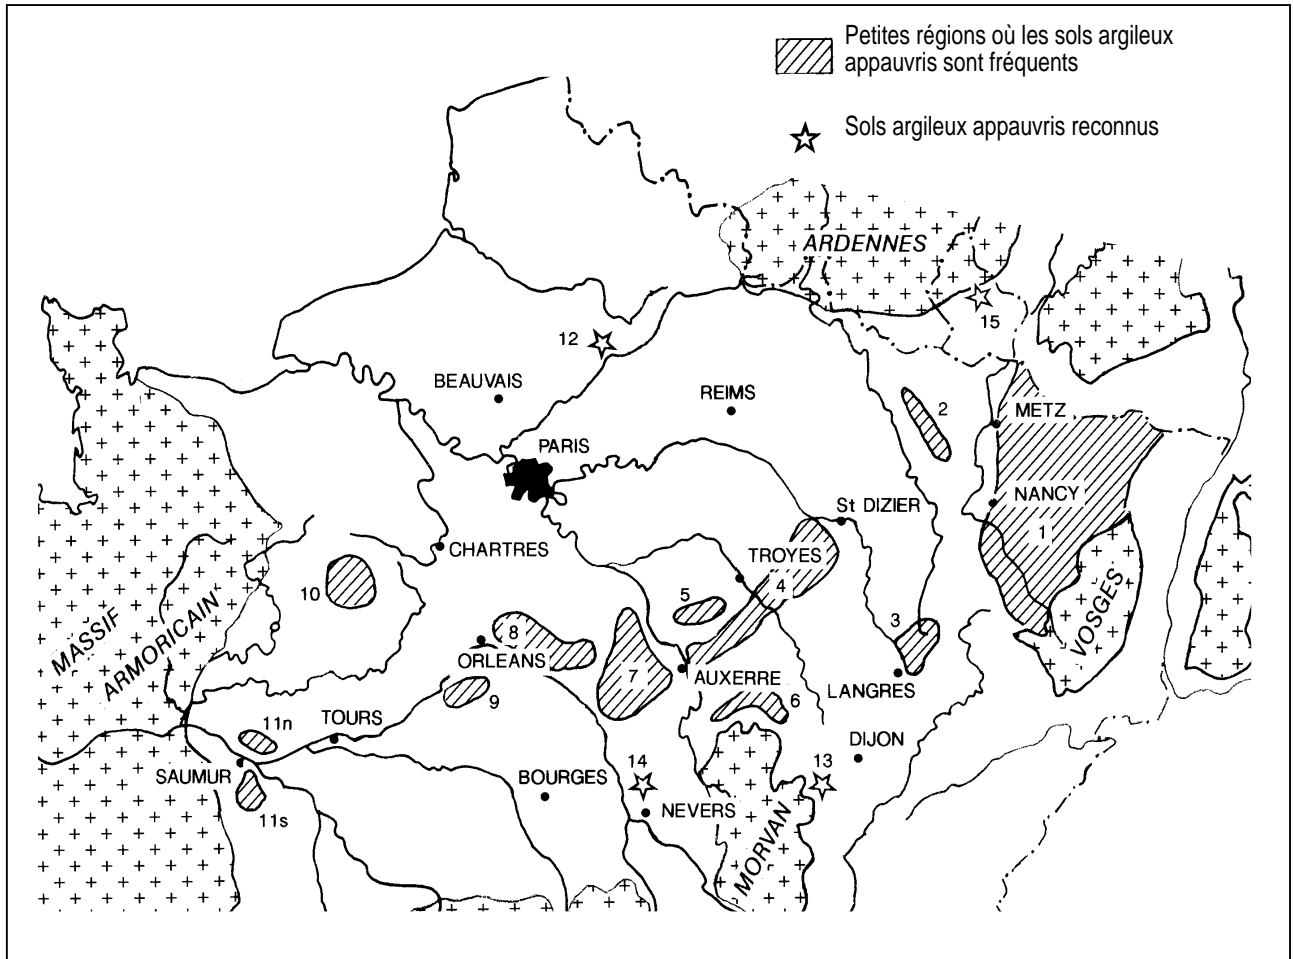 Petites régions où les sols argileux
appauvris sont fréquents
Sols argileux appauvris reconnus
ARDENNES
15
12
BEAUVAIS
REIMS
2
METZ
PARIS
NANCY
St DIZIER
1
CHARTRES
TROYES
4
10
5
3
VOSGES
MASSIF
ARMORICAIN
8
ORLEANS
7
AUXERRE
LANGRES
9
6
11n
TOURS
DIJON
SAUMUR
14
13
BOURGES
NEVERS
11s
MORVAN